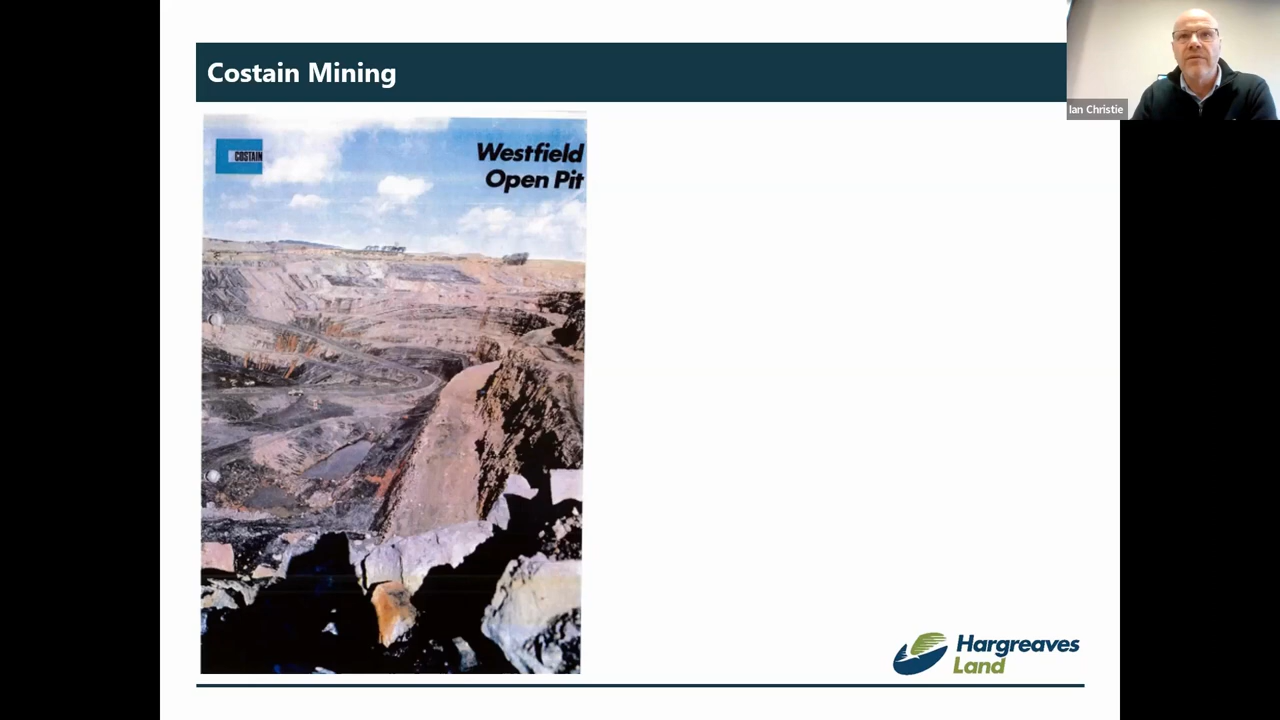 Costain Mining
Ian Christie
COSTAIN
Westfield
Open Pit
Hargreaves
Land